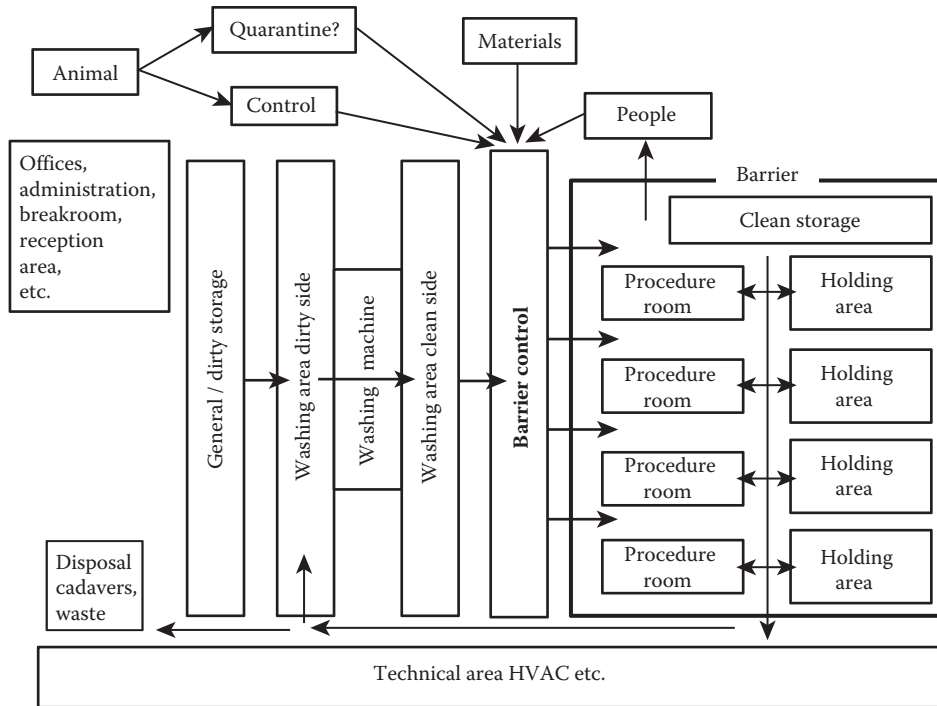 Quarantine?
Materials
Animal
Control
People
Offices,
administration,
breakroom,
reception
area,
etc.
Barrier
Clean storage
General / dirty storage
Washing area dirty side
Washing machine
Washing area clean side
Barrier control
Procedure
room
Holding
area
Procedure
room
Holding
area
Procedure
room
Holding
area
Procedure
room
Holding
area
Disposal
cadavers,
waste
Technical area HVAC etc.